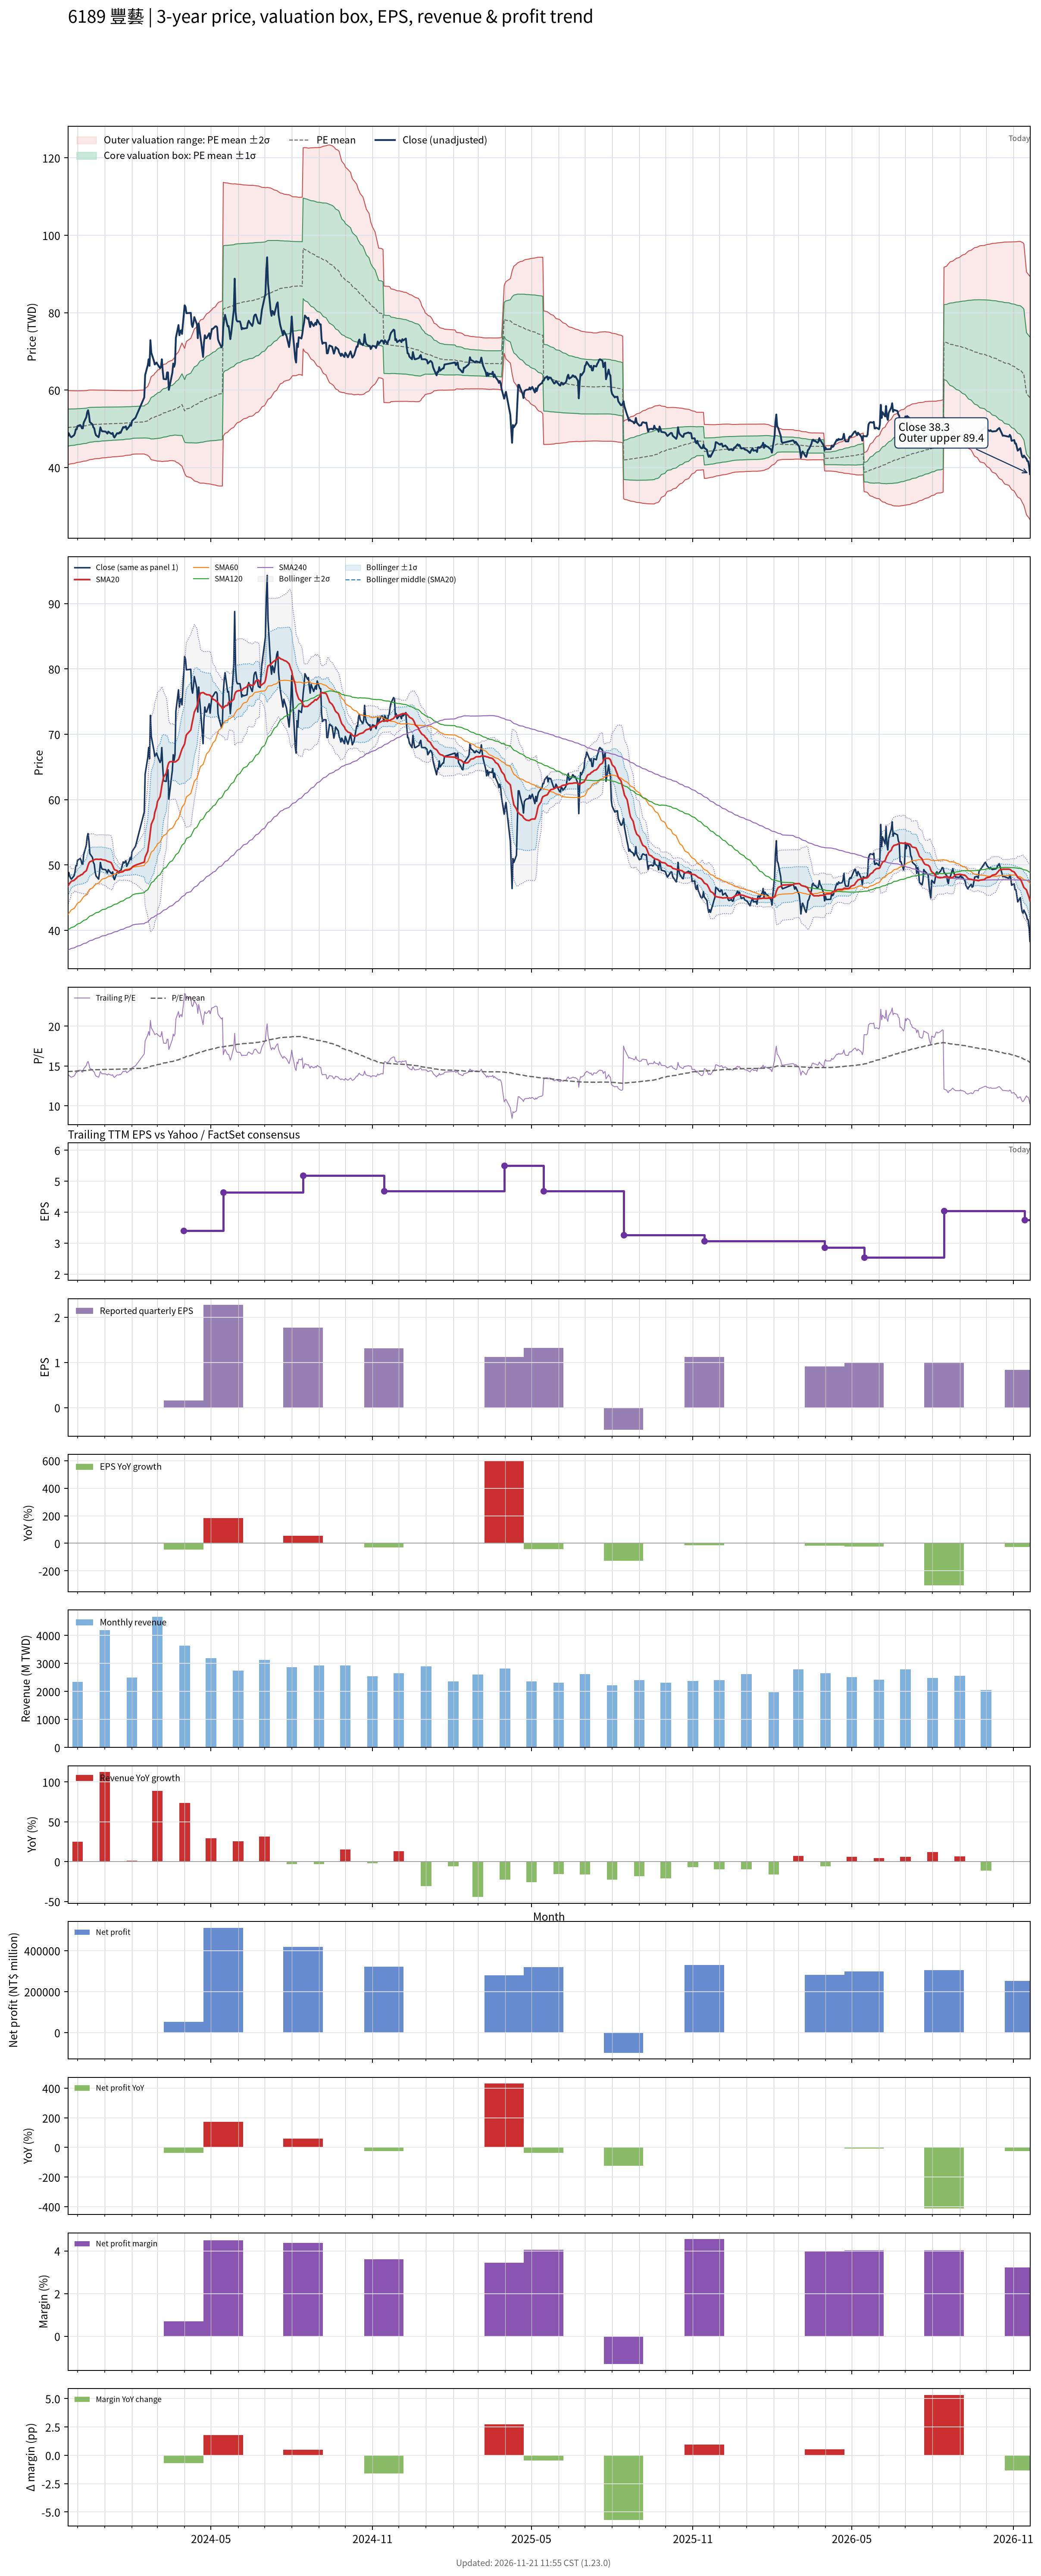 6189 豐藝 | 3-year price, valuation box, EPS, revenue & profit trend
Outer valuation range: PE mean ±2σ
PE mean
Close (unadjusted)
Core valuation box: PE mean ±1σ
Today
120
100
80
60
40
Price (TWD)
Close 38.3
Outer upper 89.4
Close (same as panel 1)
SMA20
SMA60
SMA120
SMA240
Bollinger ±2σ
Bollinger ±1σ
Bollinger middle (SMA20)
90
80
70
60
50
40
Price
Trailing P/E
P/E mean
20
15
10
P/E
Trailing TTM EPS vs Yahoo / FactSet consensus
Today
6
5
4
3
2
EPS
Reported quarterly EPS
2
1
0
EPS
EPS YoY growth
600
400
200
0
-200
YoY (%)
Monthly revenue
4000
3000
2000
1000
0
Revenue (M TWD)
Revenue YoY growth
100
50
0
-50
YoY (%)
Month
Net profit
400000
200000
0
Net profit (NT$ million)
Net profit YoY
400
200
0
-200
-400
YoY (%)
Net profit margin
4
2
0
Margin (%)
Margin YoY change
5.0
2.5
0.0
-2.5
-5.0
Δ margin (pp)
2024-05
2024-11
2025-05
2025-11
2026-05
2026-11
Updated: 2026-11-21 11:55 CST (1.23.0)